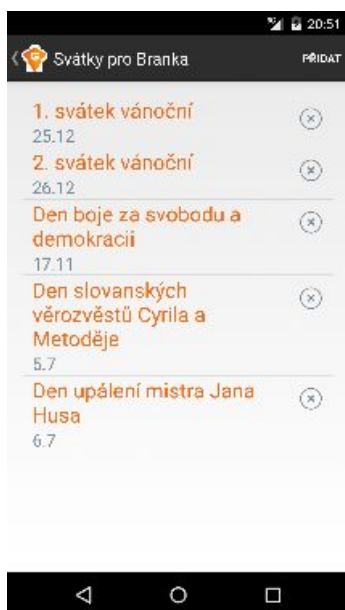 20:51
Svátky pro Branka
PŘIDAT
1. svátek vánoční
25.12
2. svátek vánoční
26.12
Den boje za svobodu a
demokracii
17.11
Den slovanských
věrozvěstů Cyrila a
Metoděje
5.7
Den upálení mistra Jana
Husa
6.7